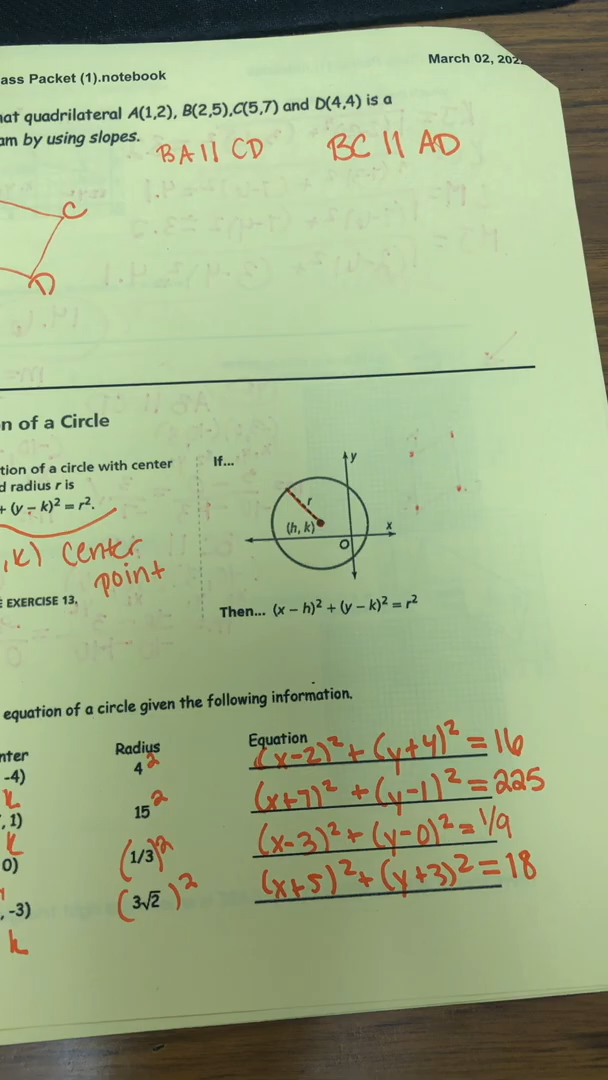 March 02, 202
ass Packet (1).notebook
hat quadrilateral A(1,2), B(2,5),C(5,7) and D(4,4) is a
am by using slopes.
BA || CD BC || AD
C
D
n of a Circle
tion of a circle with center
d radius r is
+ (y – k)² = r².
,k) center
point
EXERCISE 13,
If...
y
r
(h, k)
x
O
Then... (x – h)² + (y – k)² = r²
equation of a circle given the following information.
nter Radius Equation
-4) 4² (x-2)² + (y+4)² = 16
k
, 1) 15² (x+7)² + (y-1)² = 225
k
0) (1/3)² (x-3)² + (y-0)² = 1/9
, -3) (3√2)² (x+5)² + (y+3)² = 18
k